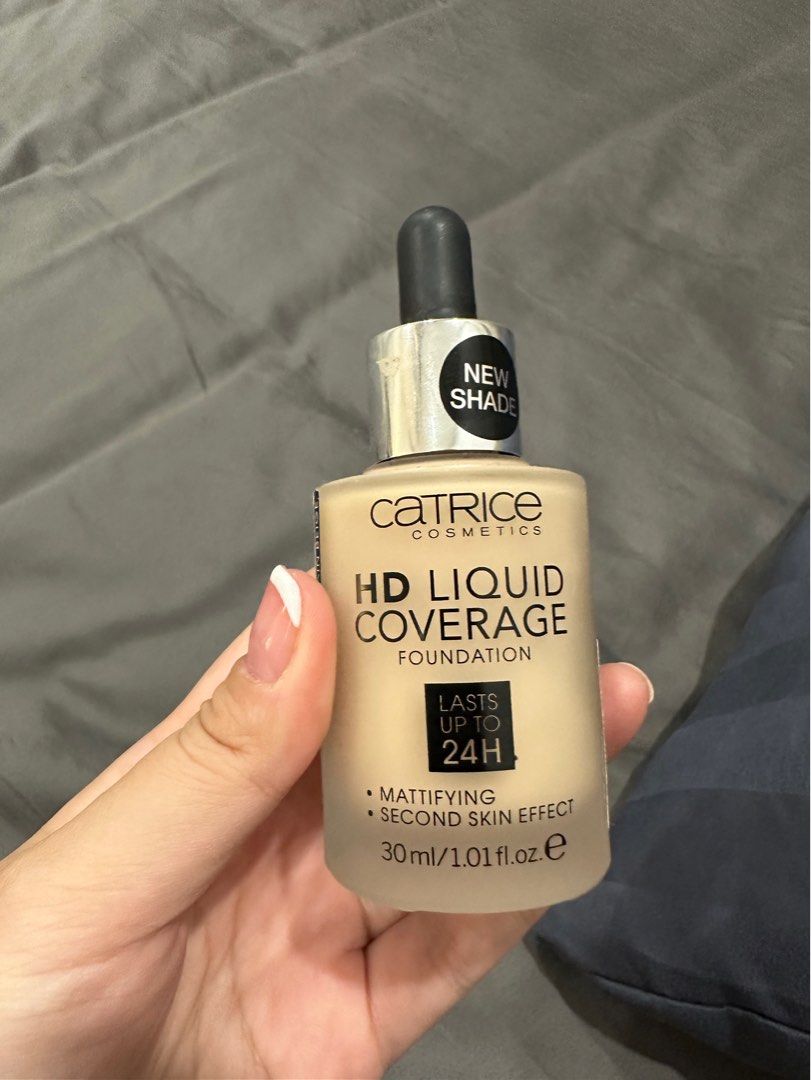 NEW
SHADE
CATRICE
COSMETICS
HD LIQUID
COVERAGE
FOUNDATION
LASTS
UP TO
24H
• MATTIFYING
• SECOND SKIN EFFECT
30ml/1.01fl.oz.℮